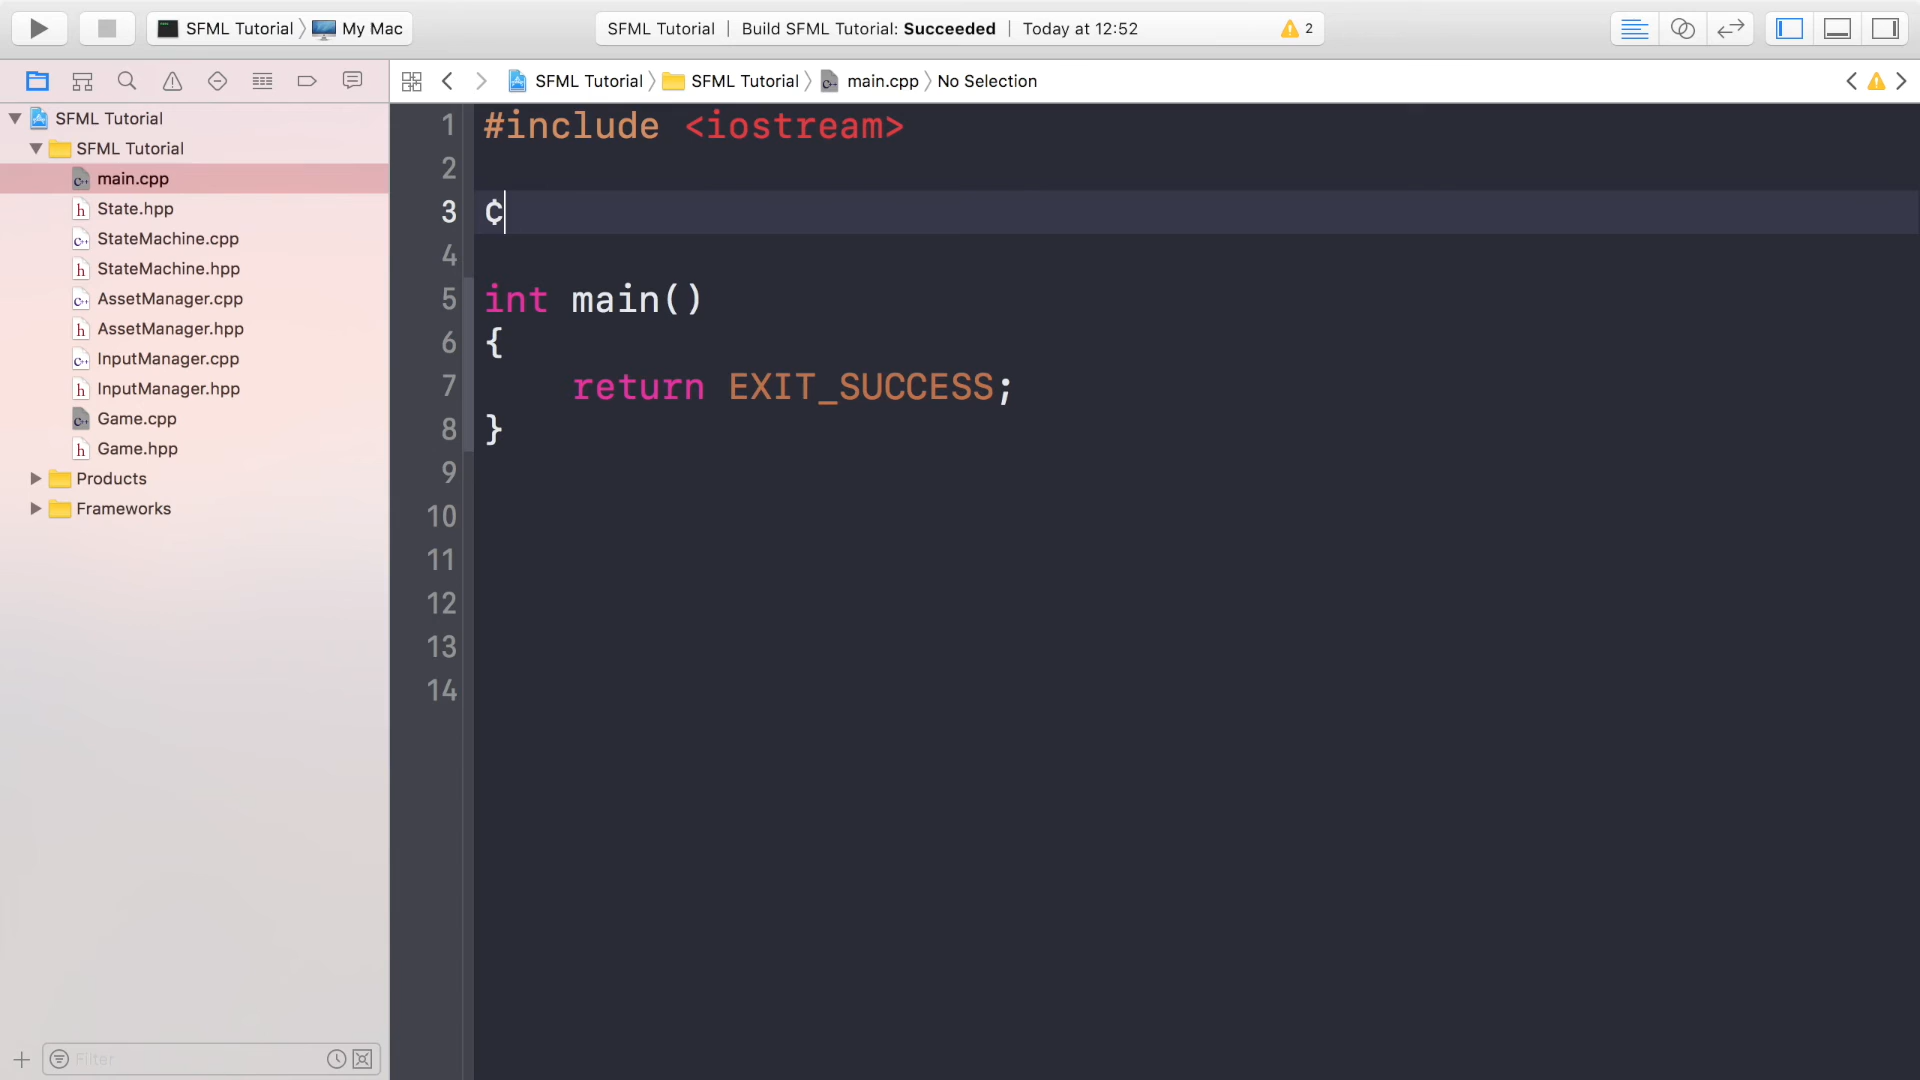 SFML Tutorial My Mac
SFML Tutorial | Build SFML Tutorial: Succeeded | Today at 12:52 2
SFML Tutorial SFML Tutorial main.cpp No Selection
SFML Tutorial
SFML Tutorial
main.cpp
State.hpp
StateMachine.cpp
StateMachine.hpp
AssetManager.cpp
AssetManager.hpp
InputManager.cpp
InputManager.hpp
Game.cpp
Game.hpp
Products
Frameworks
Filter
1 #include <iostream>
2
3 ¢
4
5 int main()
6 {
7 return EXIT_SUCCESS;
8 }
9
10
11
12
13
14